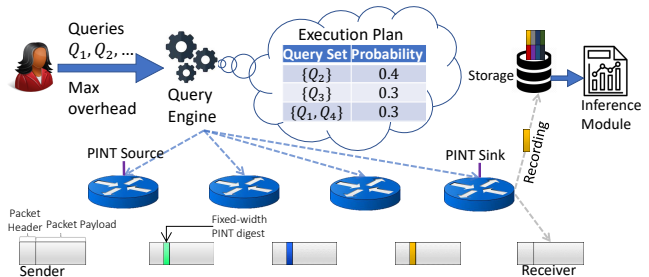 Queries
Q₁, Q₂, ...
Max
overhead
Query
Engine
Execution Plan
Query Set Probability
{Q₂} 0.4
{Q₃} 0.3
{Q₁, Q₄} 0.3
Storage
Inference
Module
Recording
PINT Source
PINT Sink
Packet
Header
Packet Payload
Fixed-width
PINT digest
Sender
Receiver